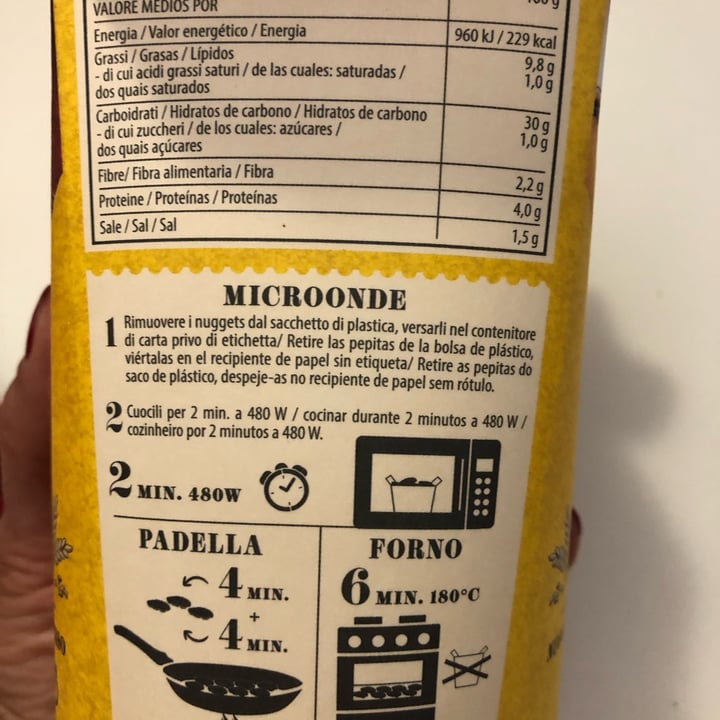 VALORE MEDIOS POR
Energia / Valor energético / Energia 960 kJ / 229 kcal
Grassi / Grasas / Lípidos 9,8 g
- di cui acidi grassi saturi / de las cuales: saturadas / 1,0 g
dos quais saturados
Carboidrati / Hidratos de carbono / Hidratos de carbono 30 g
- di cui zuccheri / de los cuales: azúcares / 1,0 g
dos quais açúcares
Fibre/ Fibra alimentaria / Fibra 2,2 g
Proteine / Proteínas / Proteínas 4,0 g
Sale / Sal / Sal 1,5 g
MICROONDE
1 Rimuovere i nuggets dal sacchetto di plastica, versarli nel contenitore
di carta privo di etichetta/ Retire las pepitas de la bolsa de plástico,
viértalas en el recipiente de papel sin etiqueta/ Retire as pepitas do
saco de plástico, despeje-as no recipiente de papel sem rótulo.
2 Cuocili per 2 min. a 480 W / cocinar durante 2 minutos a 480 W /
cozinheiro por 2 minutos a 480 W.
2 MIN. 480W
PADELLA
4 MIN.
+
4 MIN.
FORNO
6 MIN. 180°C